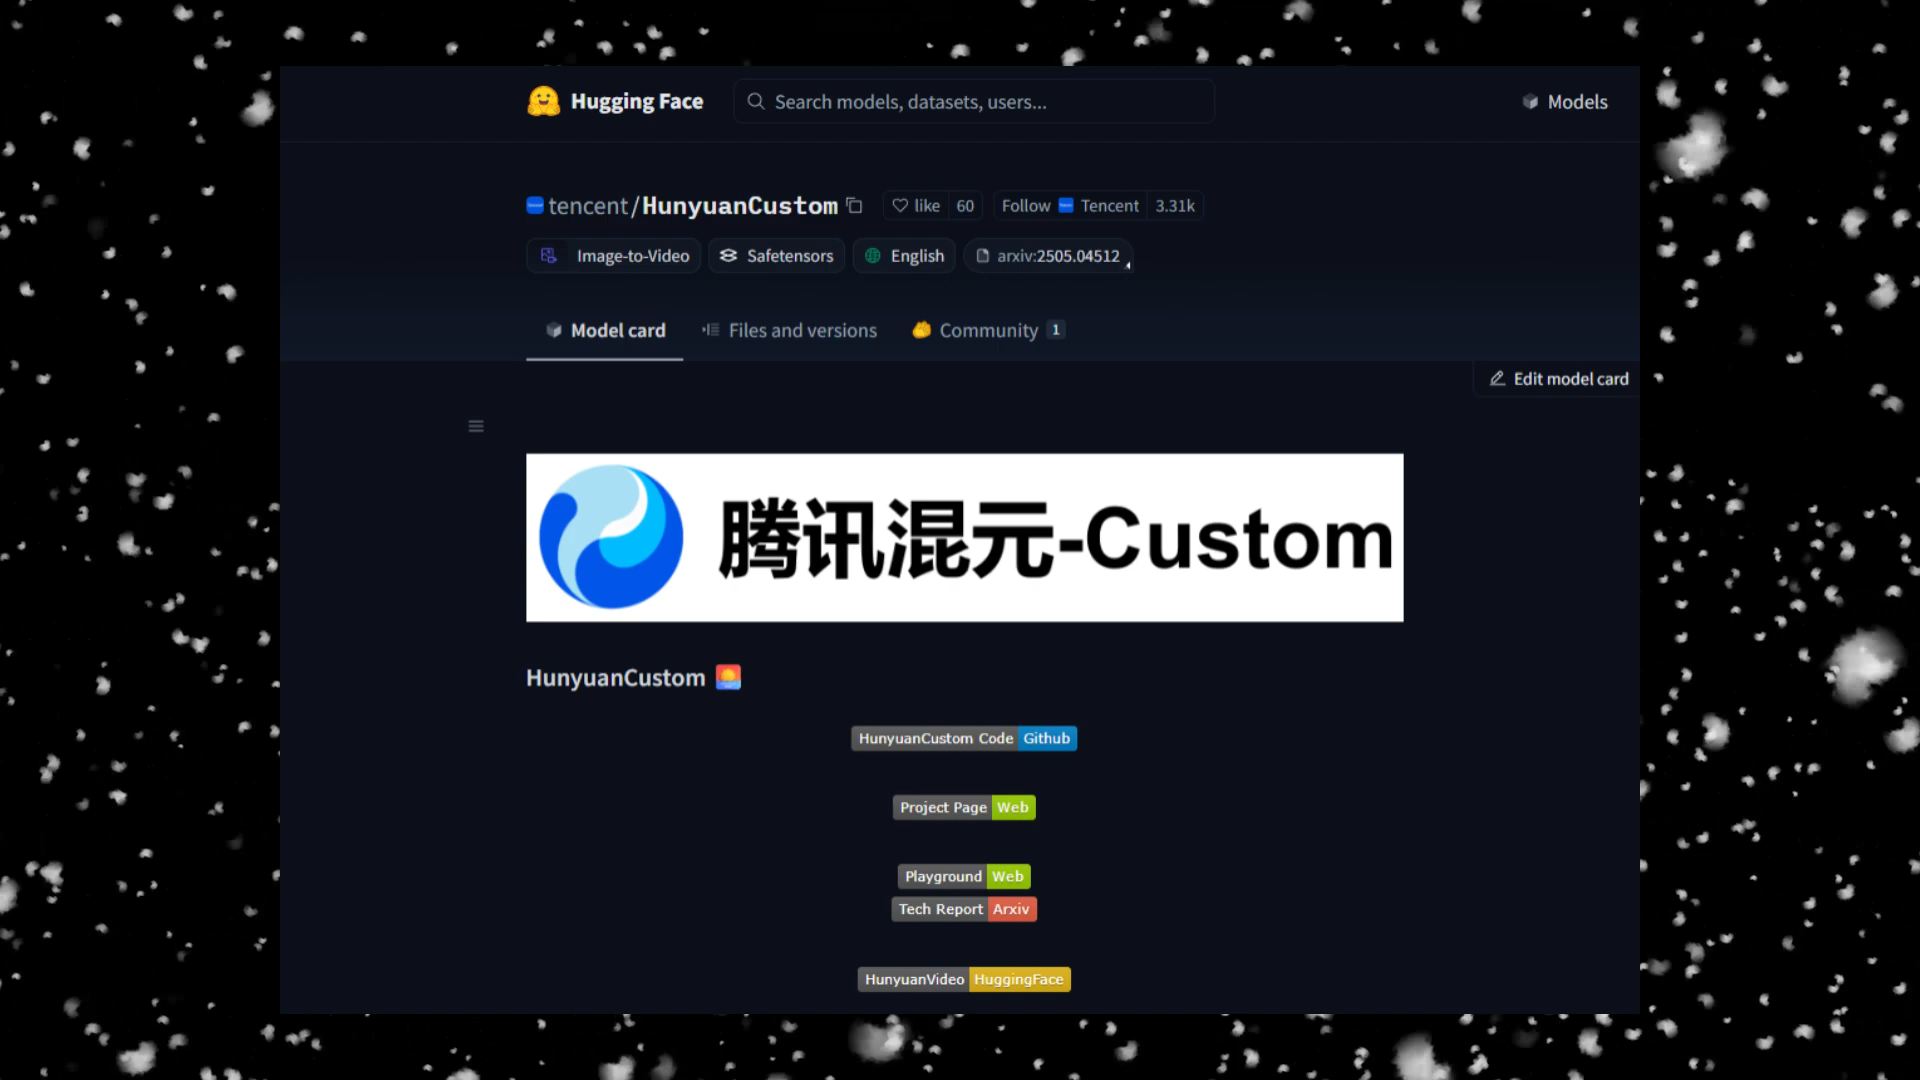 Hugging Face Search models, datasets, users... Models
tencent/HunyuanCustom like 60 Follow Tencent 3.31k
Image-to-Video Safetensors English arxiv:2505.04512
Model card Files and versions Community 1
Edit model card
腾讯混元-Custom
HunyuanCustom
HunyuanCustom Code Github
Project Page Web
Playground Web
Tech Report Arxiv
HunyuanVideo HuggingFace